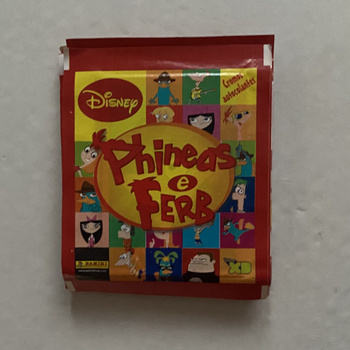 Disney
Cromos
autocolantes
Phineas
e
FERB
PANINI
XD